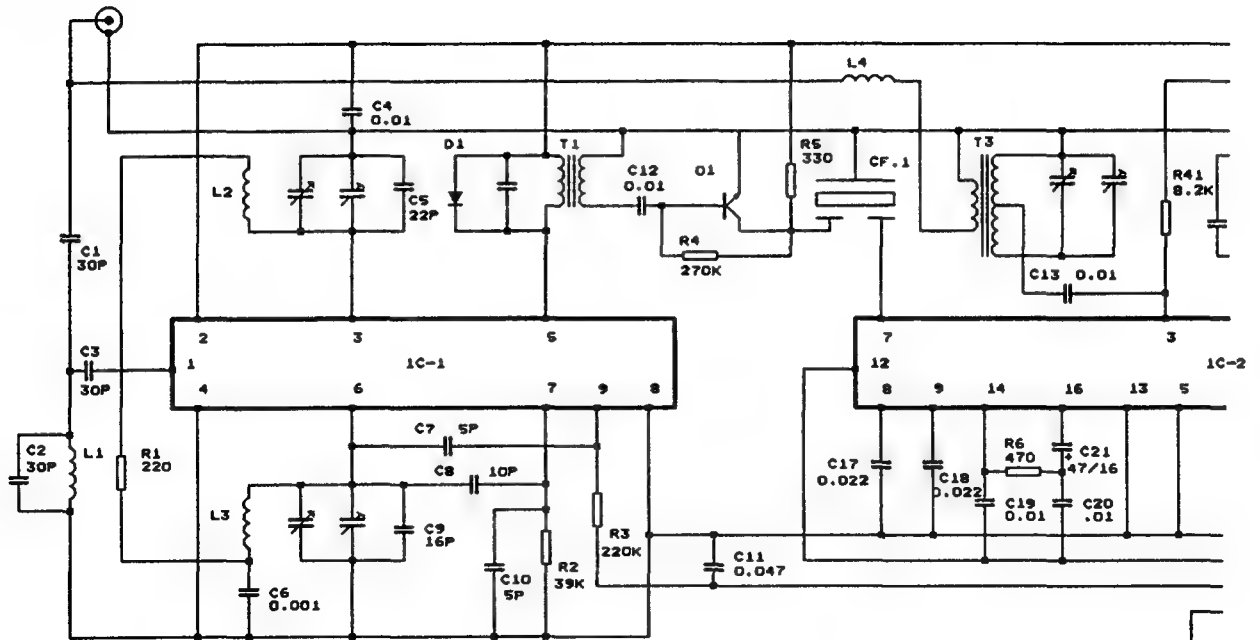 L4
C4
0.01
D1
T1
C12
0.01
O1
R5
330
CF.1
T3
R41
8.2K
L2
C5
22P
R4
270K
C13 0.01
C1
30P
C3
30P
2
3
5
1
1C-1
4
6
7
9
8
7
3
12
1C-2
8
9
14
16
13
5
C2
30P
L1
R1
220
C7 5P
C8 10P
L3
C9
16P
C6
0.001
C10
5P
R2
39K
R3
220K
C11
0.047
C17
0.022
C18
0.022
R6
470
C19
0.01
+ C21
47/16
C20
.01